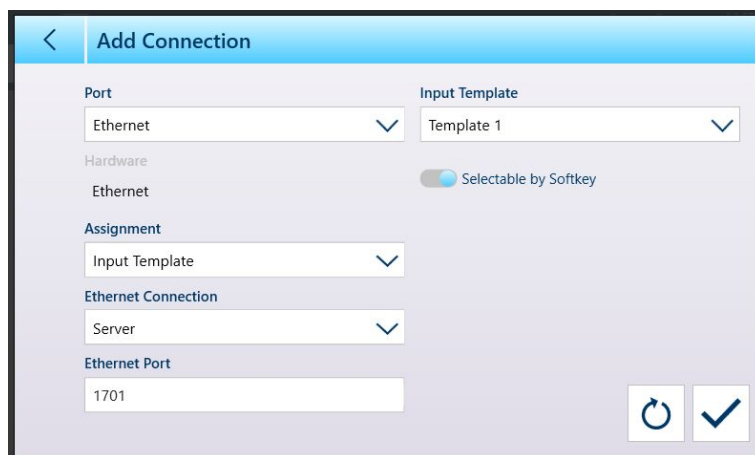 Add Connection
Port
Ethernet
Hardware
Ethernet
Assignment
Input Template
Ethernet Connection
Server
Ethernet Port
1701
Input Template
Template 1
Selectable by Softkey